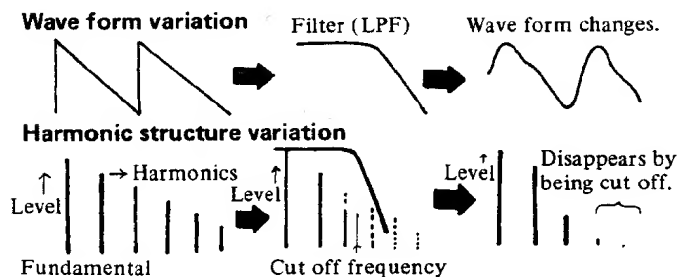 Wave form variation
Filter (LPF)
Wave form changes.
Harmonic structure variation
→ Harmonics
↑
Level
Fundamental
↑
Level
Cut off frequency
↑
Level
Disappears by
being cut off.